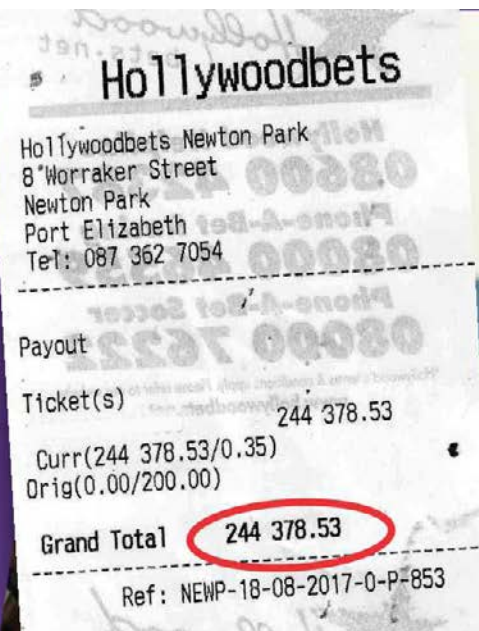 Hollywoodbets
Hollywoodbets Newton Park
8 Worraker Street
Newton Park
Port Elizabeth
Tel: 087 362 7054
Payout
Ticket(s)
244 378.53
Curr(244 378.53/0.35)
Orig(0.00/200.00)
Grand Total 244 378.53
Ref: NEWP-18-08-2017-0-P-853